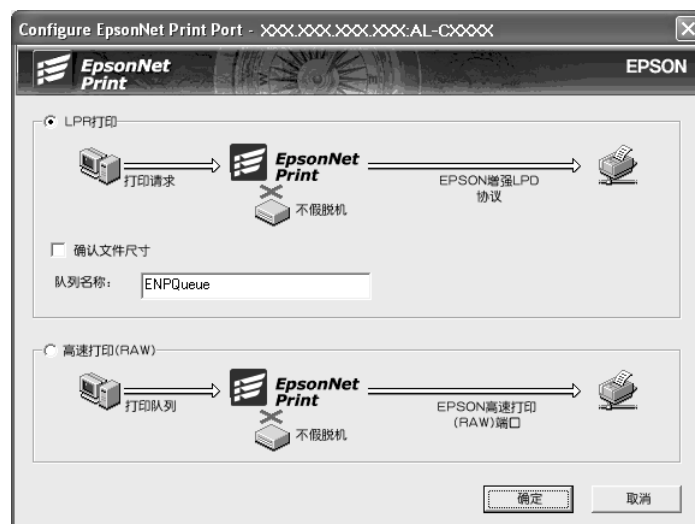 Configure EpsonNet Print Port - XXX.XXX.XXX.XXX:AL-CXXXX
EpsonNet
Print
EPSON
LPR打印
打印请求
EpsonNet
Print
不假脱机
EPSON增强LPD
协议
确认文件尺寸
队列名称:
ENPQueue
高速打印(RAW)
打印队列
EpsonNet
Print
不假脱机
EPSON高速打印
(RAW)端口
确定
取消